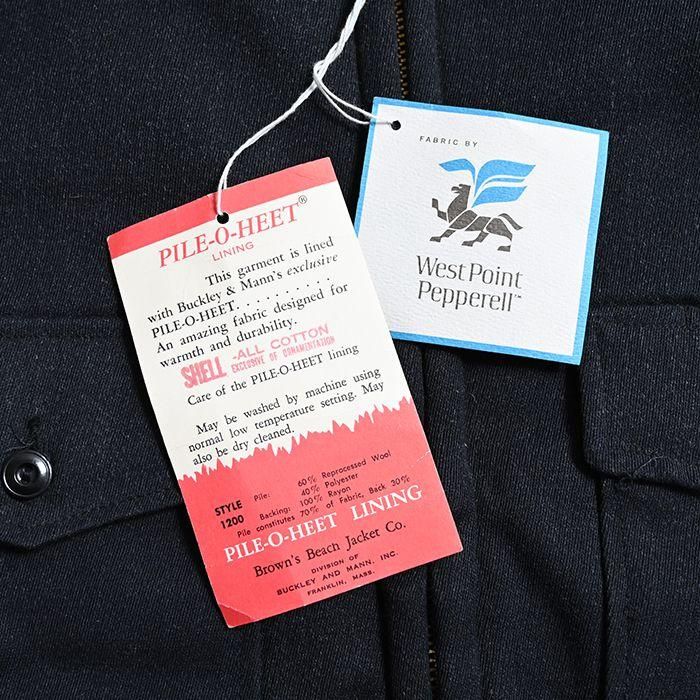 PILE-O-HEET®
LINING
This garment is lined
with Buckley & Mann's exclusive
PILE-O-HEET. . . . . . . . . . .
An amazing fabric designed for
warmth and durability.
SHELL -ALL COTTON
EXCLUSIVE OF ORNAMENTATION
Care of the PILE-O-HEET lining
May be washed by machine using
normal low temperature setting. May
also be dry cleaned.
STYLE
1200
Pile: 60% Reprocessed Wool
40% Polyester
Backing: 100% Rayon
Pile constitutes 70% of Fabric, Back 30%
PILE-O-HEET LINING
Brown's Beach Jacket Co.
DIVISION OF
BUCKLEY AND MANN, INC.
FRANKLIN, MASS.
FABRIC BY
WestPoint
Pepperell™